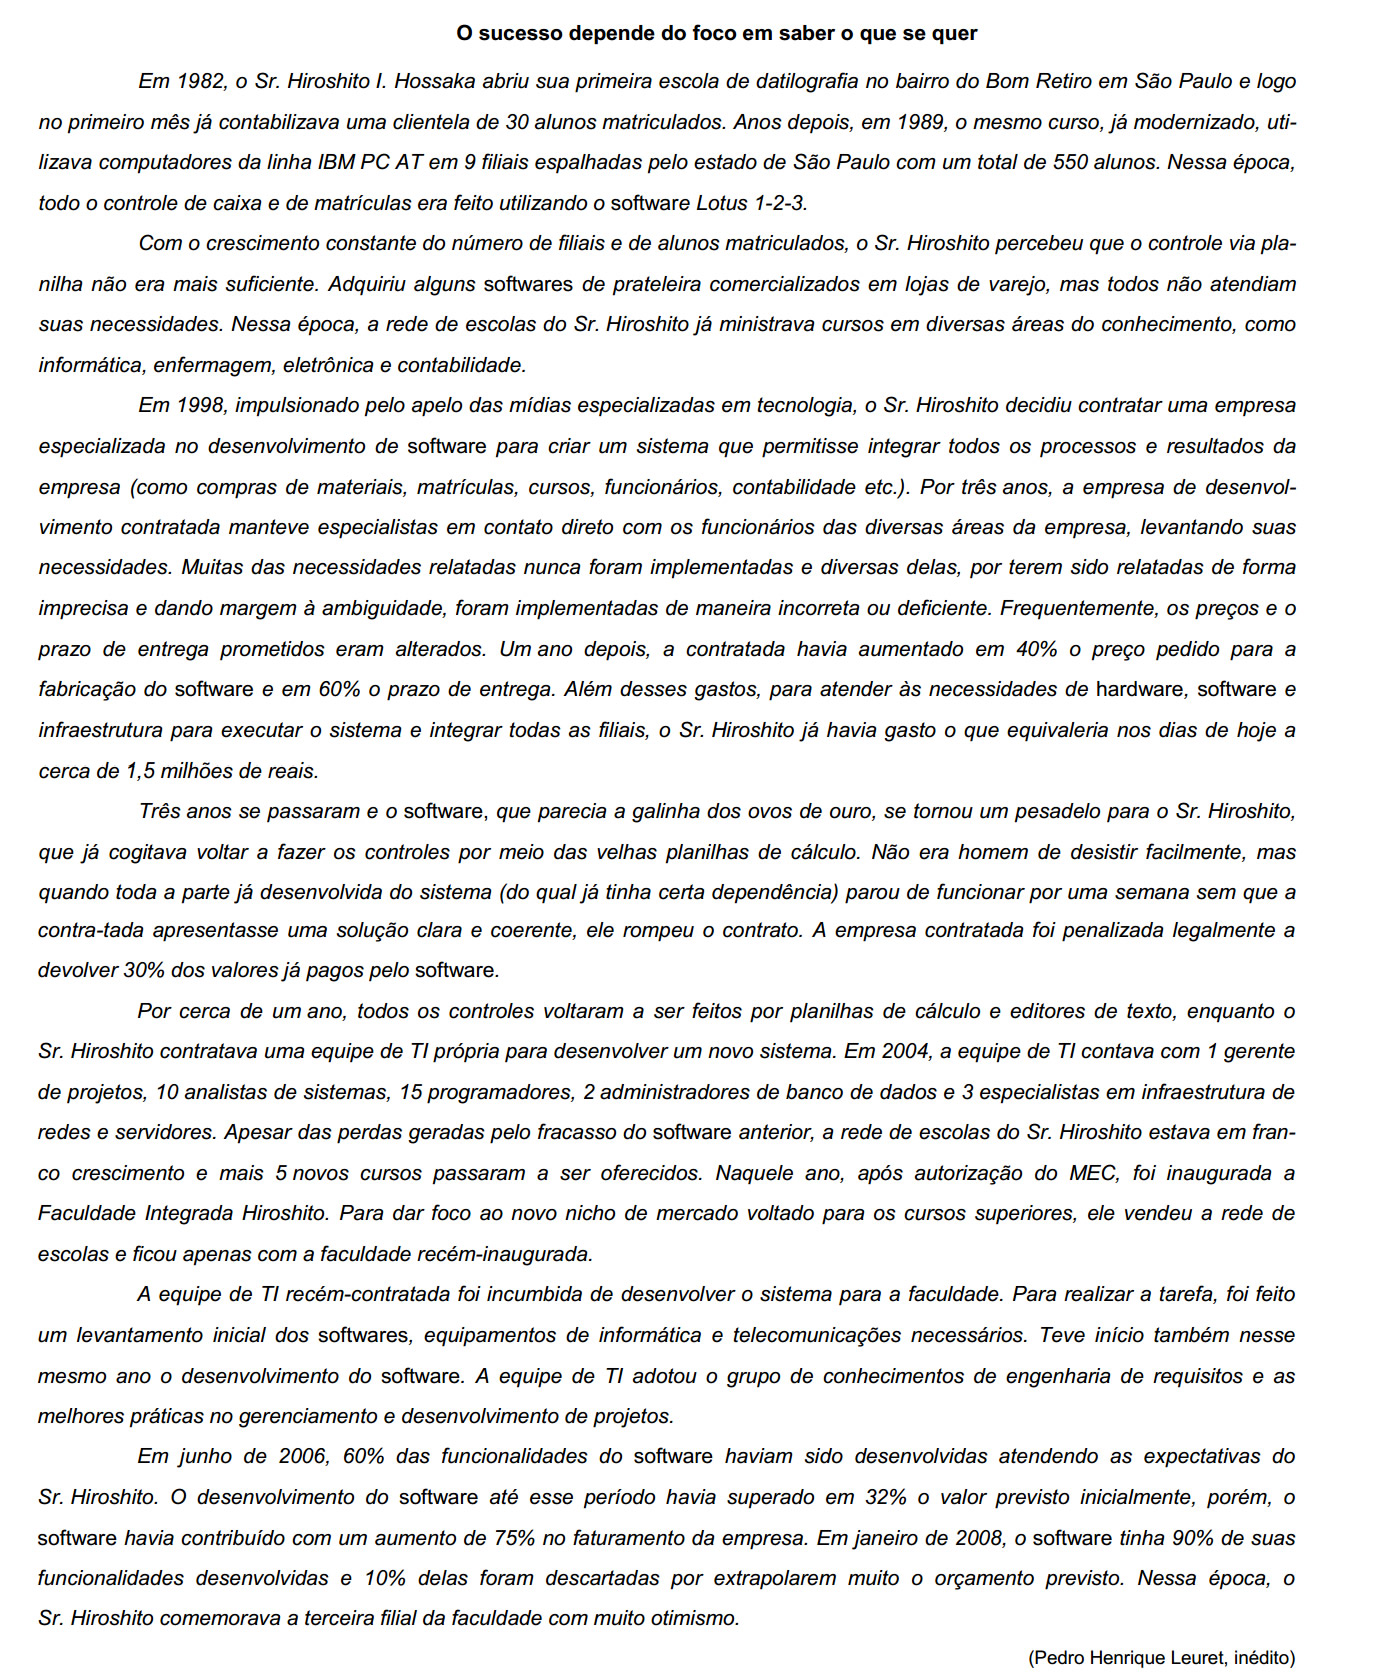 O sucesso depende do foco em saber o que se quer
Em 1982, o Sr. Hiroshito I. Hossaka abriu sua primeira escola de datilografia no bairro do Bom Retiro em São Paulo e logo
no primeiro mês já contabilizava uma clientela de 30 alunos matriculados. Anos depois, em 1989, o mesmo curso, já modernizado, uti-
lizava computadores da linha IBM PC AT em 9 filiais espalhadas pelo estado de São Paulo com um total de 550 alunos. Nessa época,
todo o controle de caixa e de matrículas era feito utilizando o software Lotus 1-2-3.
Com o crescimento constante do número de filiais e de alunos matriculados, o Sr. Hiroshito percebeu que o controle via pla-
nilha não era mais suficiente. Adquiriu alguns softwares de prateleira comercializados em lojas de varejo, mas todos não atendiam
suas necessidades. Nessa época, a rede de escolas do Sr. Hiroshito já ministrava cursos em diversas áreas do conhecimento, como
informática, enfermagem, eletrônica e contabilidade.
Em 1998, impulsionado pelo apelo das mídias especializadas em tecnologia, o Sr. Hiroshito decidiu contratar uma empresa
especializada no desenvolvimento de software para criar um sistema que permitisse integrar todos os processos e resultados da
empresa (como compras de materiais, matrículas, cursos, funcionários, contabilidade etc.). Por três anos, a empresa de desenvol-
vimento contratada manteve especialistas em contato direto com os funcionários das diversas áreas da empresa, levantando suas
necessidades. Muitas das necessidades relatadas nunca foram implementadas e diversas delas, por terem sido relatadas de forma
imprecisa e dando margem à ambiguidade, foram implementadas de maneira incorreta ou deficiente. Frequentemente, os preços e o
prazo de entrega prometidos eram alterados. Um ano depois, a contratada havia aumentado em 40% o preço pedido para a
fabricação do software e em 60% o prazo de entrega. Além desses gastos, para atender às necessidades de hardware, software e
infraestrutura para executar o sistema e integrar todas as filiais, o Sr. Hiroshito já havia gasto o que equivaleria nos dias de hoje a
cerca de 1,5 milhões de reais.
Três anos se passaram e o software, que parecia a galinha dos ovos de ouro, se tornou um pesadelo para o Sr. Hiroshito,
que já cogitava voltar a fazer os controles por meio das velhas planilhas de cálculo. Não era homem de desistir facilmente, mas
quando toda a parte já desenvolvida do sistema (do qual já tinha certa dependência) parou de funcionar por uma semana sem que a
contra-tada apresentasse uma solução clara e coerente, ele rompeu o contrato. A empresa contratada foi penalizada legalmente a
devolver 30% dos valores já pagos pelo software.
Por cerca de um ano, todos os controles voltaram a ser feitos por planilhas de cálculo e editores de texto, enquanto o
Sr. Hiroshito contratava uma equipe de TI própria para desenvolver um novo sistema. Em 2004, a equipe de TI contava com 1 gerente
de projetos, 10 analistas de sistemas, 15 programadores, 2 administradores de banco de dados e 3 especialistas em infraestrutura de
redes e servidores. Apesar das perdas geradas pelo fracasso do software anterior, a rede de escolas do Sr. Hiroshito estava em fran-
co crescimento e mais 5 novos cursos passaram a ser oferecidos. Naquele ano, após autorização do MEC, foi inaugurada a
Faculdade Integrada Hiroshito. Para dar foco ao novo nicho de mercado voltado para os cursos superiores, ele vendeu a rede de
escolas e ficou apenas com a faculdade recém-inaugurada.
A equipe de TI recém-contratada foi incumbida de desenvolver o sistema para a faculdade. Para realizar a tarefa, foi feito
um levantamento inicial dos softwares, equipamentos de informática e telecomunicações necessários. Teve início também nesse
mesmo ano o desenvolvimento do software. A equipe de TI adotou o grupo de conhecimentos de engenharia de requisitos e as
melhores práticas no gerenciamento e desenvolvimento de projetos.
Em junho de 2006, 60% das funcionalidades do software haviam sido desenvolvidas atendendo as expectativas do
Sr. Hiroshito. O desenvolvimento do software até esse período havia superado em 32% o valor previsto inicialmente, porém, o
software havia contribuído com um aumento de 75% no faturamento da empresa. Em janeiro de 2008, o software tinha 90% de suas
funcionalidades desenvolvidas e 10% delas foram descartadas por extrapolarem muito o orçamento previsto. Nessa época, o
Sr. Hiroshito comemorava a terceira filial da faculdade com muito otimismo.
(Pedro Henrique Leuret, inédito)